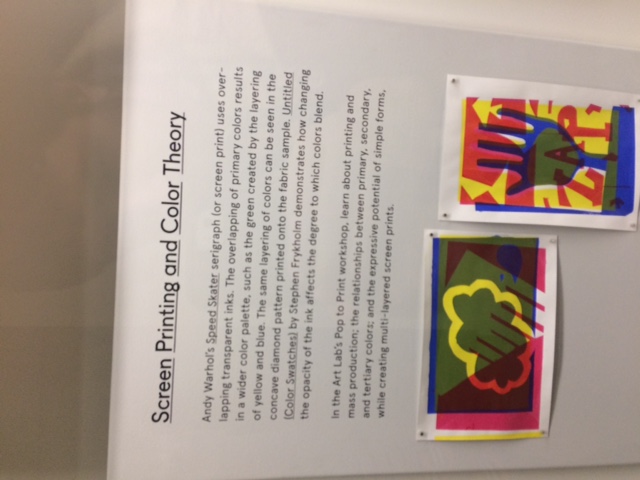 Screen Printing and Color Theory
Andy Warhol's Speed Skater serigraph (or screen print) uses over-
lapping transparent inks. The overlapping of primary colors results
in a wider color palette, such as the green created by the layering
of yellow and blue. The same layering of colors can be seen in the
concave diamond pattern printed onto the fabric sample. Untitled
(Color Swatches) by Stephen Frykholm demonstrates how changing
the opacity of the ink affects the degree to which colors blend.
In the Art Lab's Pop to Print workshop, learn about printing and
mass production; the relationships between primary, secondary,
and tertiary colors; and the expressive potential of simple forms,
while creating multi-layered screen prints.
ZAP